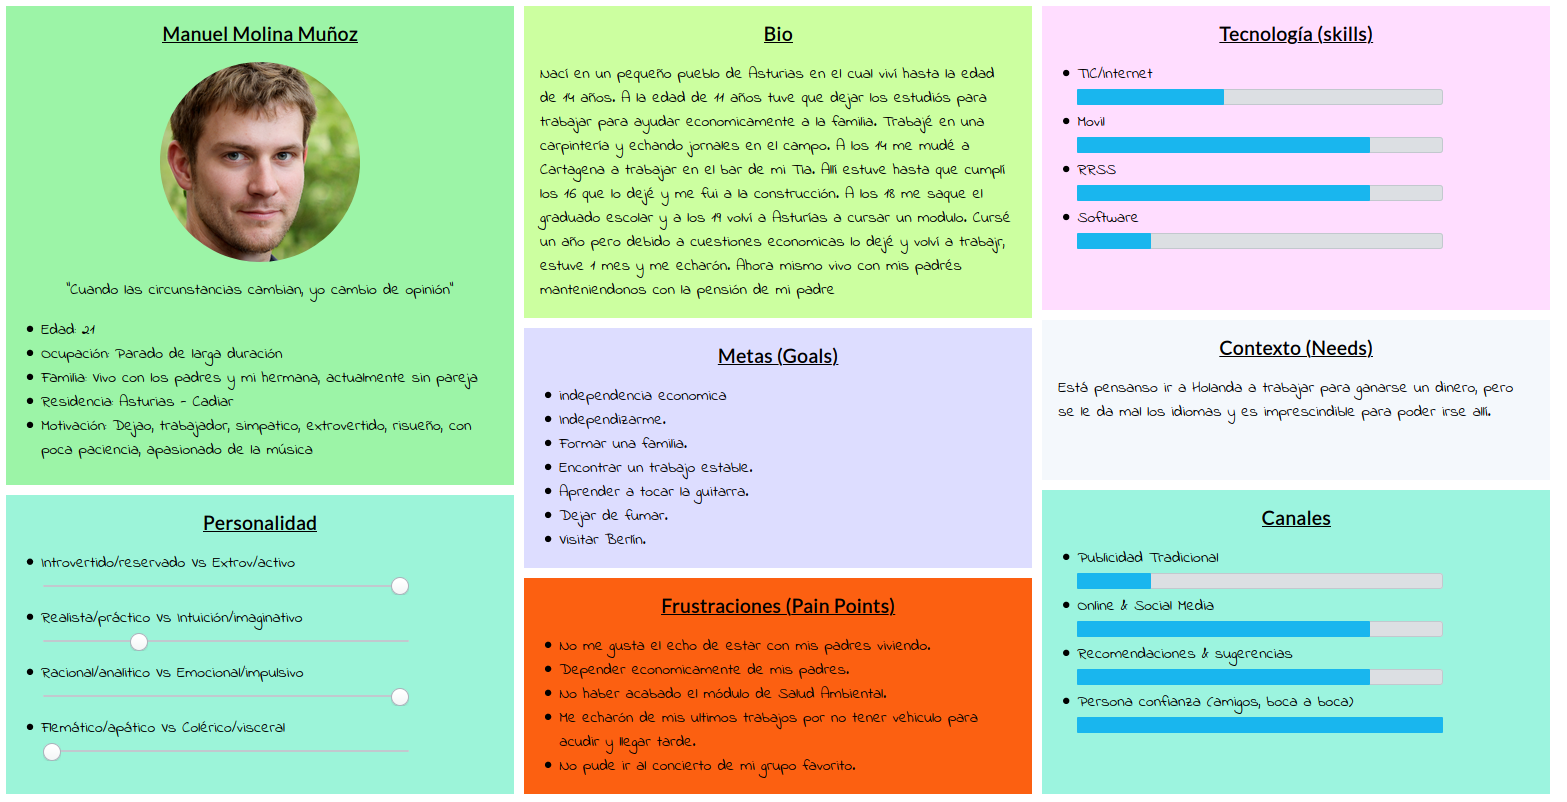 Manuel Molina Muñoz
"Cuando las circunstancias cambian, yo cambio de opinión"
Edad: 21
Ocupación: Parado de larga duración
Familia: Vivo con los padres y mi hermana, actualmente sin pareja
Residencia: Asturias - Cadiar
Motivación: Dejao, trabajador, simpatico, extrovertido, risueño, con
poca paciencia, apasionado de la música
Personalidad
Introvertido/reservado Vs Extrov/activo
Realista/práctico Vs Intuición/imaginativo
Racional/analitico Vs Emocional/impulsivo
Flemático/apático Vs Colérico/visceral
Bio
Nací en un pequeño pueblo de Asturias en el cual viví hasta la edad
de 14 años. A la edad de 11 años tuve que dejar los estudiós para
trabajar para ayudar economicamente a la familia. Trabajé en una
carpintería y echando jornales en el campo. A los 14 me mudé a
Cartagena a trabajar en el bar de mi Tia. Allí estuve hasta que cumplí
los 16 que lo dejé y me fui a la construcción. A los 18 me saque el
graduado escolar y a los 19 volví a Asturías a cursar un modulo. Cursé
un año pero debido a cuestiones economicas lo dejé y volví a trabajr,
estuve 1 mes y me echarón. Ahora mismo vivo con mis padrés
manteniendonos con la pensión de mi padre
Metas (Goals)
independencia economica
Independizarme.
Formar una familia.
Encontrar un trabajo estable.
Aprender a tocar la guitarra.
Dejar de fumar.
Visitar Berlín.
Frustraciones (Pain Points)
No me gusta el echo de estar con mis padres viviendo.
Depender economicamente de mis padres.
No haber acabado el módulo de Salud Ambiental.
Me echarón de mis ultimos trabajos por no tener vehiculo para
acudir y llegar tarde.
No pude ir al concierto de mi grupo favorito.
Tecnología (skills)
TIC/internet
Movil
RRSS
Software
Contexto (Needs)
Está pensanso ir a Holanda a trabajar para ganarse un dinero, pero
se le da mal los idiomas y es imprescindible para poder irse allí.
Canales
Publicidad Tradicional
Online & Social Media
Recomendaciones & sugerencias
Persona confianza (amigos, boca a boca)